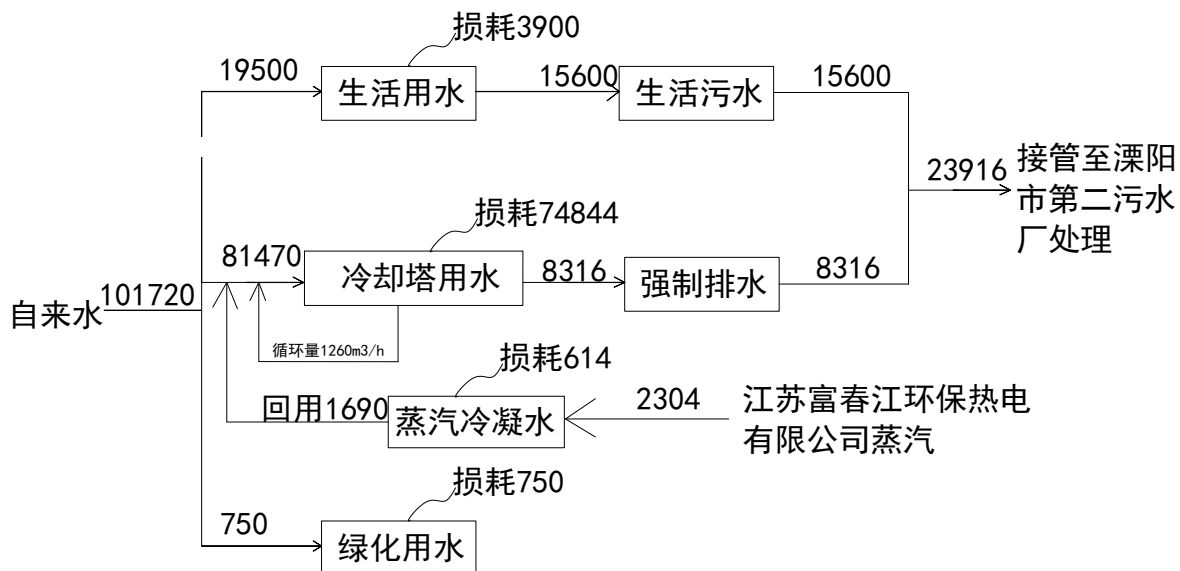 损耗3900
19500
生活用水
15600
生活污水
15600
23916
接管至溧阳
市第二污水
厂处理
损耗74844
81470
冷却塔用水
8316
强制排水
8316
自来水
101720
循环量1260m3/h
损耗614
回用1690
蒸汽冷凝水
2304
江苏富春江环保热电
有限公司蒸汽
损耗750
750
绿化用水